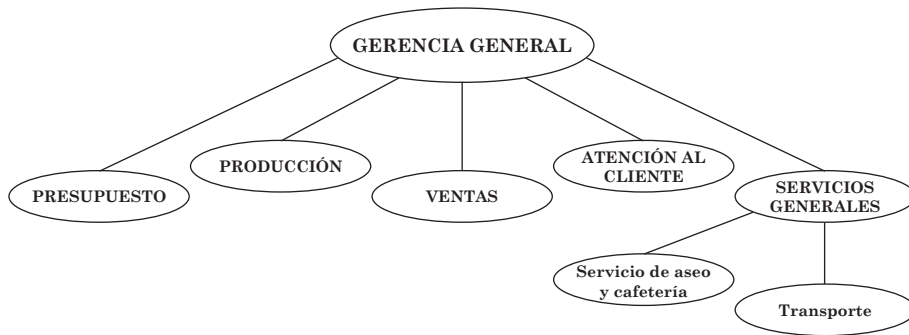 GERENCIA GENERAL
PRESUPUESTO
PRODUCCIÓN
VENTAS
ATENCIÓN AL
CLIENTE
SERVICIOS
GENERALES
Servicio de aseo
y cafetería
Transporte